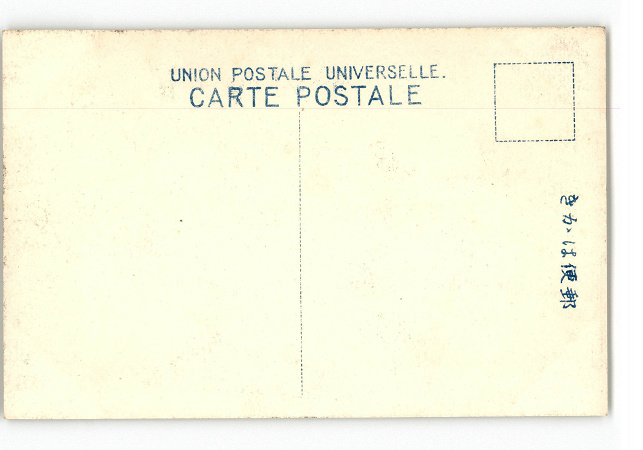 UNION POSTALE UNIVERSELLE.
CARTE POSTALE
郵便はかき